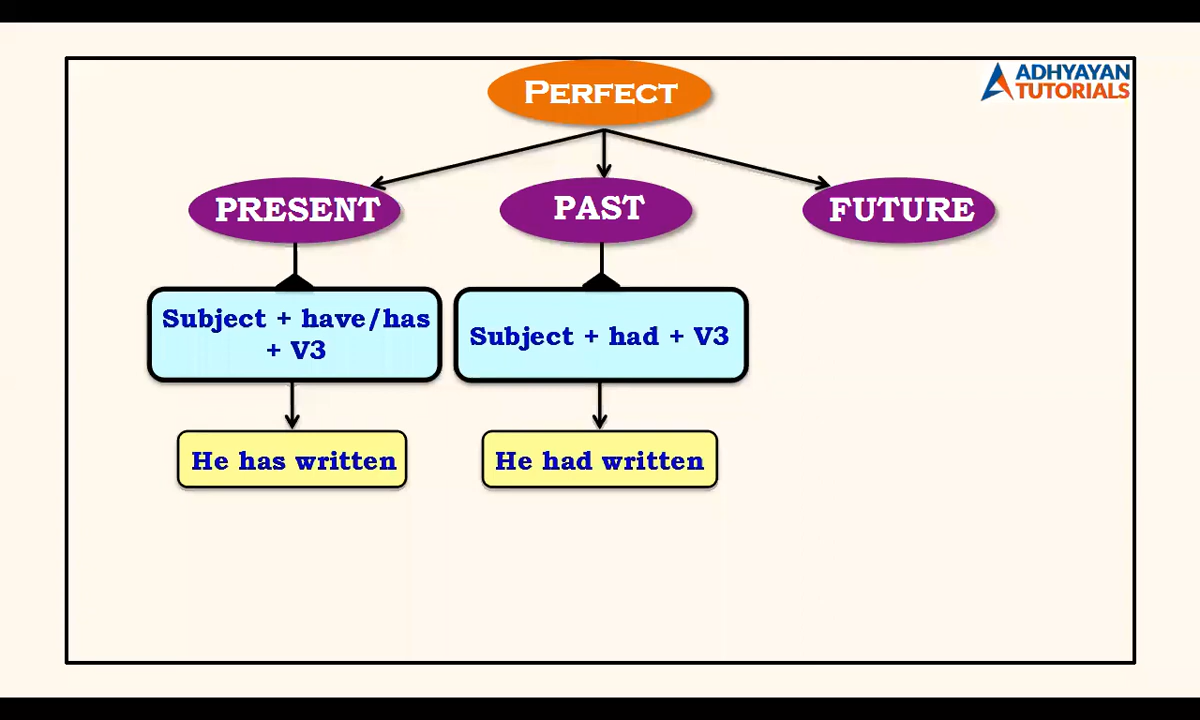 PERFECT
ADHYAYAN
TUTORIALS
PRESENT
PAST
FUTURE
Subject + have/has
+ V3
Subject + had + V3
He has written
He had written